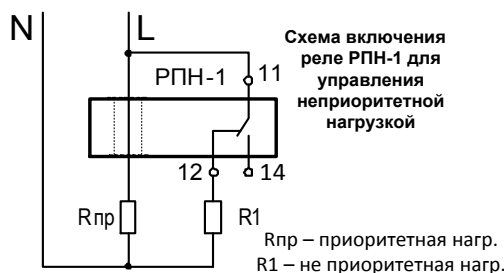 N
L
Схема включения
реле РПН-1 для
управления
неприоритетной
нагрузкой
РПН-1
11
12
14
Rпр
R1
Rпр – приоритетная нагр.
R1 – не приоритетная нагр.